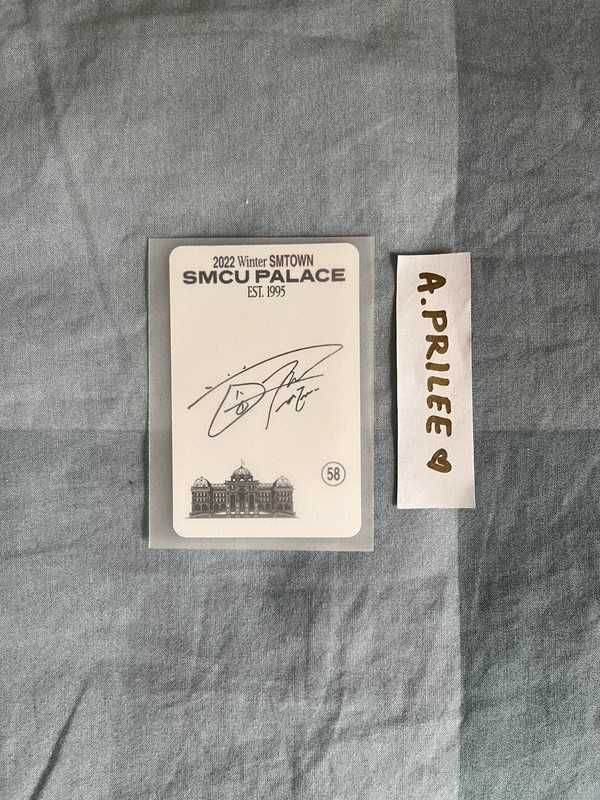 2022 Winter SMTOWN
SMCU PALACE
EST. 1995
58
A.PRILEE